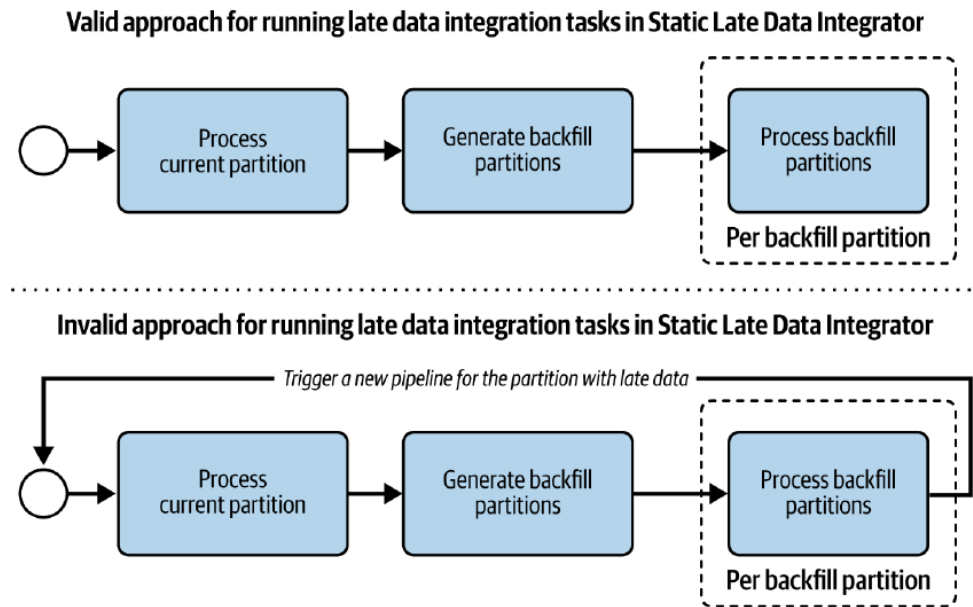 Valid approach for running late data integration tasks in Static Late Data Integrator
Process
current partition
Generate backfill
partitions
Process backfill
partitions
Per backfill partition
Invalid approach for running late data integration tasks in Static Late Data Integrator
Trigger a new pipeline for the partition with late data
Process
current partition
Generate backfill
partitions
Process backfill
partitions
Per backfill partition